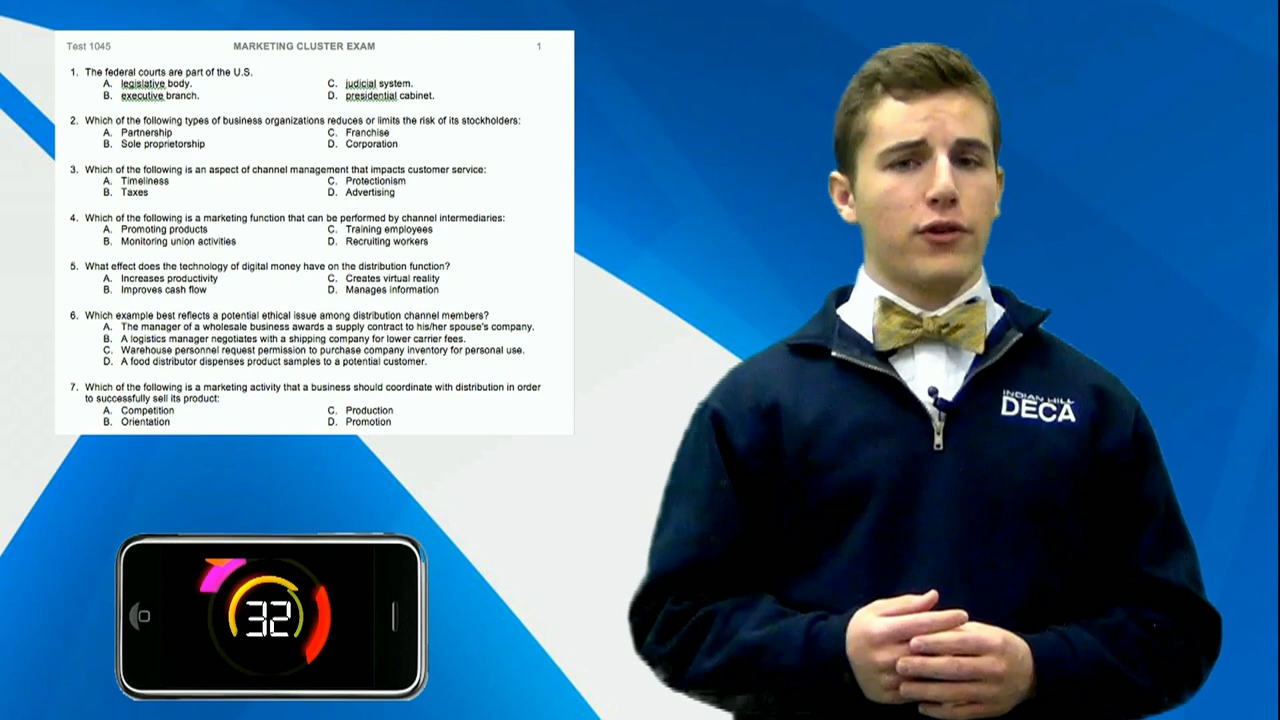 Test 1045 MARKETING CLUSTER EXAM 1
1. The federal courts are part of the U.S.
A. legislative body. C. judicial system.
B. executive branch. D. presidential cabinet.
2. Which of the following types of business organizations reduces or limits the risk of its stockholders:
A. Partnership C. Franchise
B. Sole proprietorship D. Corporation
3. Which of the following is an aspect of channel management that impacts customer service:
A. Timeliness C. Protectionism
B. Taxes D. Advertising
4. Which of the following is a marketing function that can be performed by channel intermediaries:
A. Promoting products C. Training employees
B. Monitoring union activities D. Recruiting workers
5. What effect does the technology of digital money have on the distribution function?
A. Increases productivity C. Creates virtual reality
B. Improves cash flow D. Manages information
6. Which example best reflects a potential ethical issue among distribution channel members?
A. The manager of a wholesale business awards a supply contract to his/her spouse's company.
B. A logistics manager negotiates with a shipping company for lower carrier fees.
C. Warehouse personnel request permission to purchase company inventory for personal use.
D. A food distributor dispenses product samples to a potential customer.
7. Which of the following is a marketing activity that a business should coordinate with distribution in order
to successfully sell its product:
A. Competition C. Production
B. Orientation D. Promotion
32
INDIAN HILL
DECA